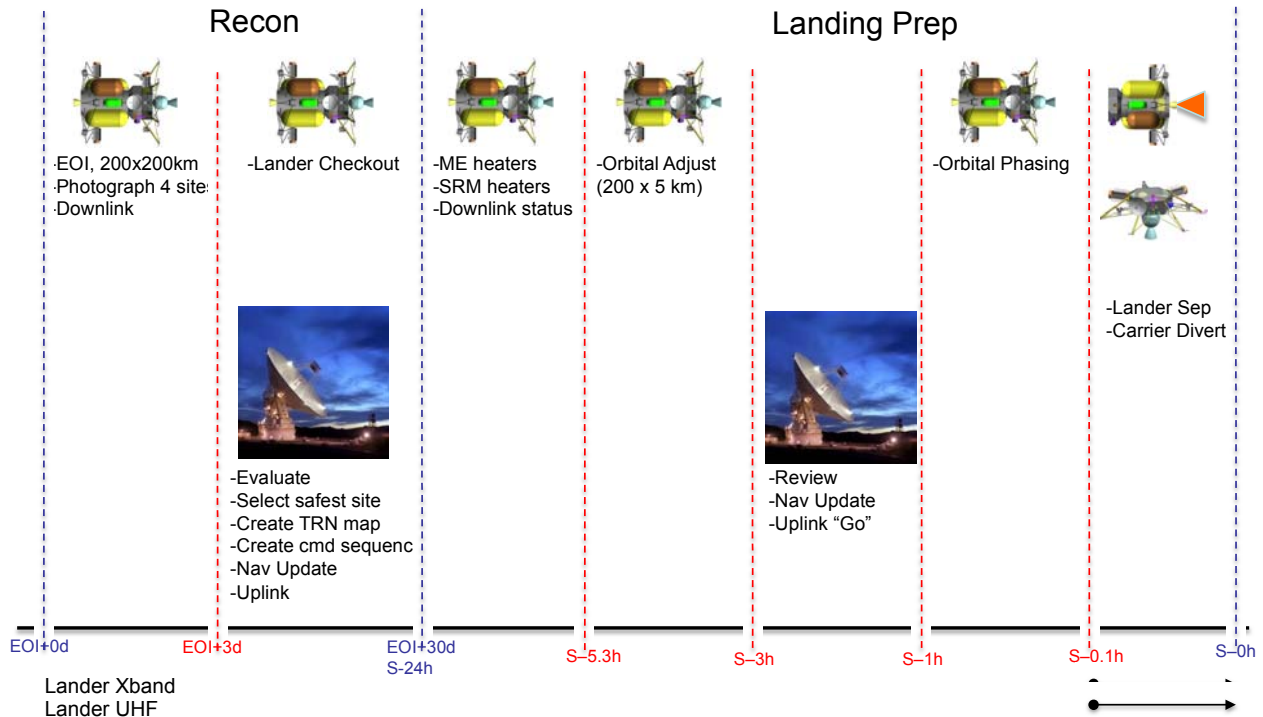 Recon
Landing Prep
-EOI, 200x200km
-Photograph 4 sites
-Downlink
-Lander Checkout
-ME heaters
-SRM heaters
-Downlink status
-Orbital Adjust
(200 x 5 km)
-Orbital Phasing
-Lander Sep
-Carrier Divert
-Evaluate
-Select safest site
-Create TRN map
-Create cmd sequenc
-Nav Update
-Uplink
-Review
-Nav Update
-Uplink “Go”
EOI+0d
EOI+3d
EOI+30d
S-24h
S–5.3h
S–3h
S–1h
S–0.1h
S–0h
Lander Xband
Lander UHF